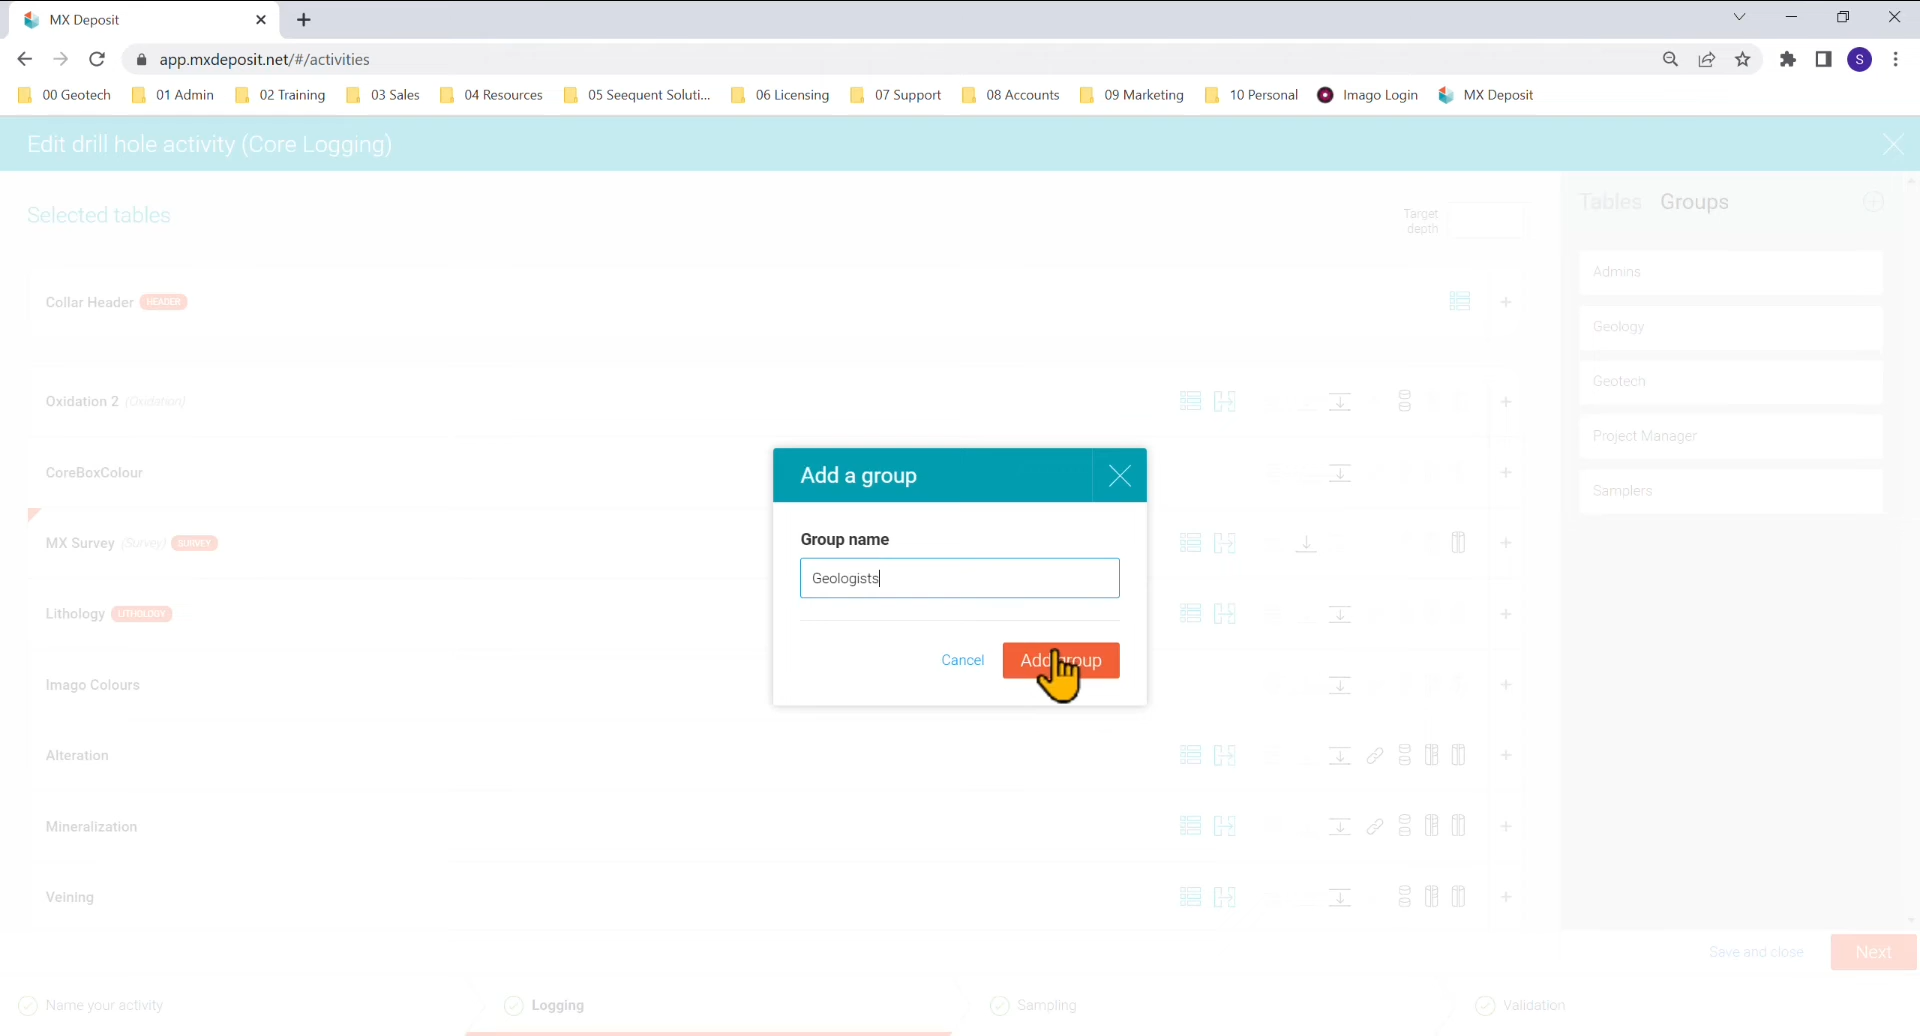 MX Deposit
app.mxdeposit.net/#/activities
S
00 Geotech
01 Admin
02 Training
03 Sales
04 Resources
05 Seequent Soluti...
06 Licensing
07 Support
08 Accounts
09 Marketing
10 Personal
Imago Login
MX Deposit
Edit drill hole activity (Core Logging)
Selected tables
Target
depth
Tables Groups
Collar Header HEADER
Oxidation 2 (Oxidation)
CoreBoxColour
MX Survey (Survey) SURVEY
Lithology LITHOLOGY
Imago Colours
Alteration
Mineralization
Veining
Admins
Geology
Geotech
Project Manager
Samplers
Add a group
Group name
Geologists
Cancel
Add group
Save and close
Next
Name your activity
Logging
Sampling
Validation